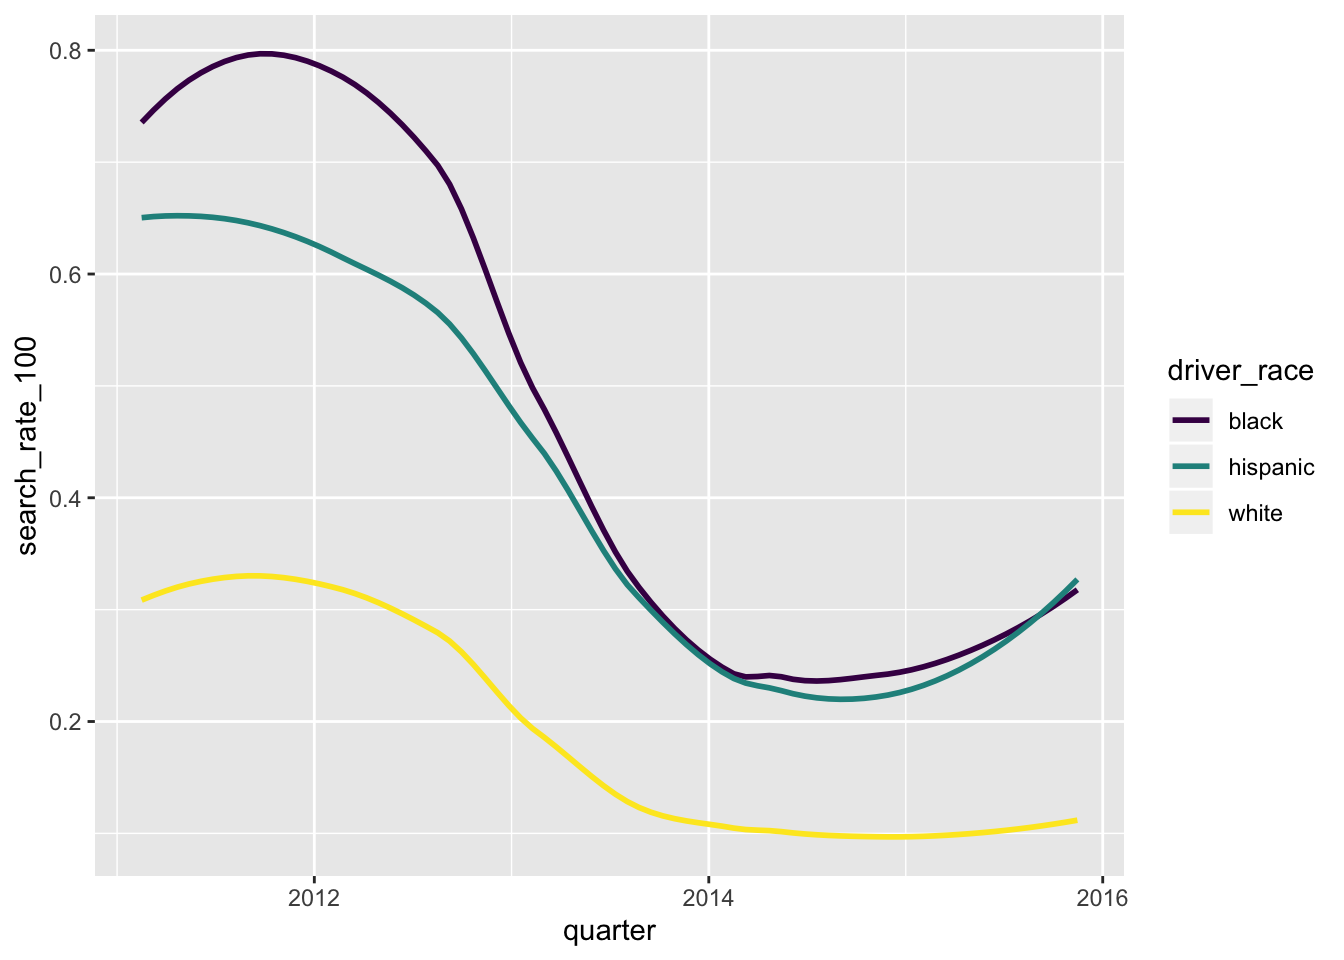 0.8
0.6
0.4
0.2
search_rate_100
2012
2014
2016
quarter
driver_race
black
hispanic
white